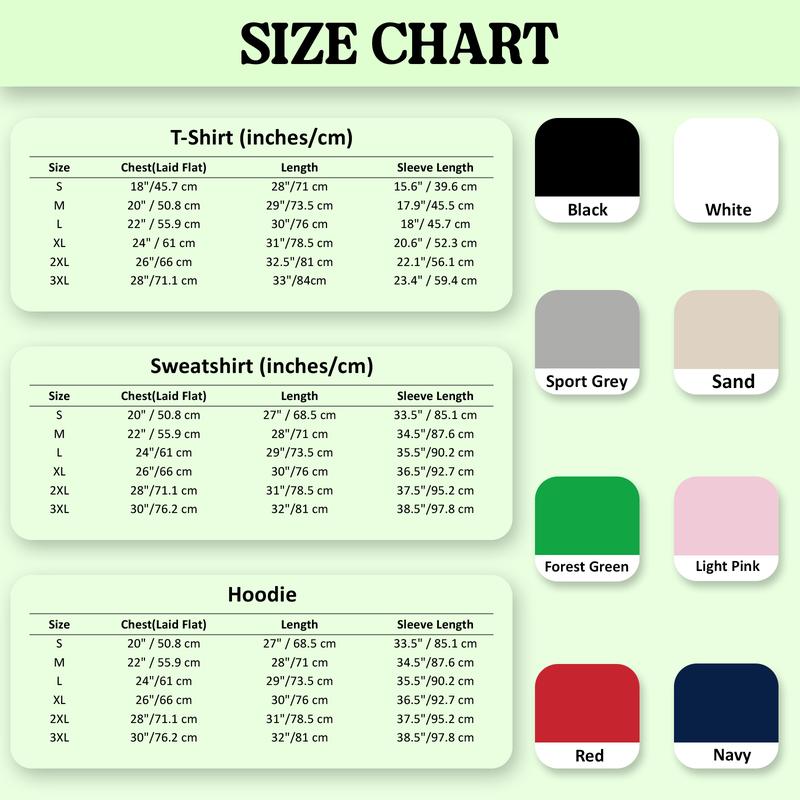 SIZE CHART
T-Shirt (inches/cm)
Size Chest(Laid Flat) Length Sleeve Length
S 18"/45.7 cm 28"/71 cm 15.6" / 39.6 cm
M 20" / 50.8 cm 29"/73.5 cm 17.9"/45.5 cm
L 22" / 55.9 cm 30"/76 cm 18"/ 45.7 cm
XL 24" / 61 cm 31"/78.5 cm 20.6" / 52.3 cm
2XL 26"/66 cm 32.5"/81 cm 22.1"/56.1 cm
3XL 28"/71.1 cm 33"/84cm 23.4" / 59.4 cm
Sweatshirt (inches/cm)
Size Chest(Laid Flat) Length Sleeve Length
S 20" / 50.8 cm 27" / 68.5 cm 33.5" / 85.1 cm
M 22" / 55.9 cm 28"/71 cm 34.5"/87.6 cm
L 24"/61 cm 29"/73.5 cm 35.5"/90.2 cm
XL 26"/66 cm 30"/76 cm 36.5"/92.7 cm
2XL 28"/71.1 cm 31"/78.5 cm 37.5"/95.2 cm
3XL 30"/76.2 cm 32"/81 cm 38.5"/97.8 cm
Hoodie
Size Chest(Laid Flat) Length Sleeve Length
S 20" / 50.8 cm 27" / 68.5 cm 33.5" / 85.1 cm
M 22" / 55.9 cm 28"/71 cm 34.5"/87.6 cm
L 24"/61 cm 29"/73.5 cm 35.5"/90.2 cm
XL 26"/66 cm 30"/76 cm 36.5"/92.7 cm
2XL 28"/71.1 cm 31"/78.5 cm 37.5"/95.2 cm
3XL 30"/76.2 cm 32"/81 cm 38.5"/97.8 cm
Black White
Sport Grey Sand
Forest Green Light Pink
Red Navy